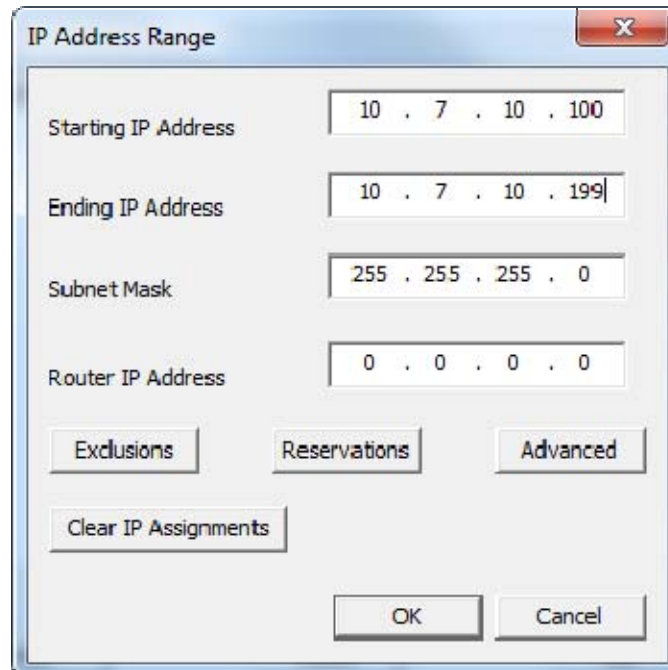 IP Address Range
Starting IP Address 10 . 7 . 10 . 100
Ending IP Address 10 . 7 . 10 . 199
Subnet Mask 255 . 255 . 255 . 0
Router IP Address 0 . 0 . 0 . 0
Exclusions Reservations Advanced
Clear IP Assignments
OK Cancel